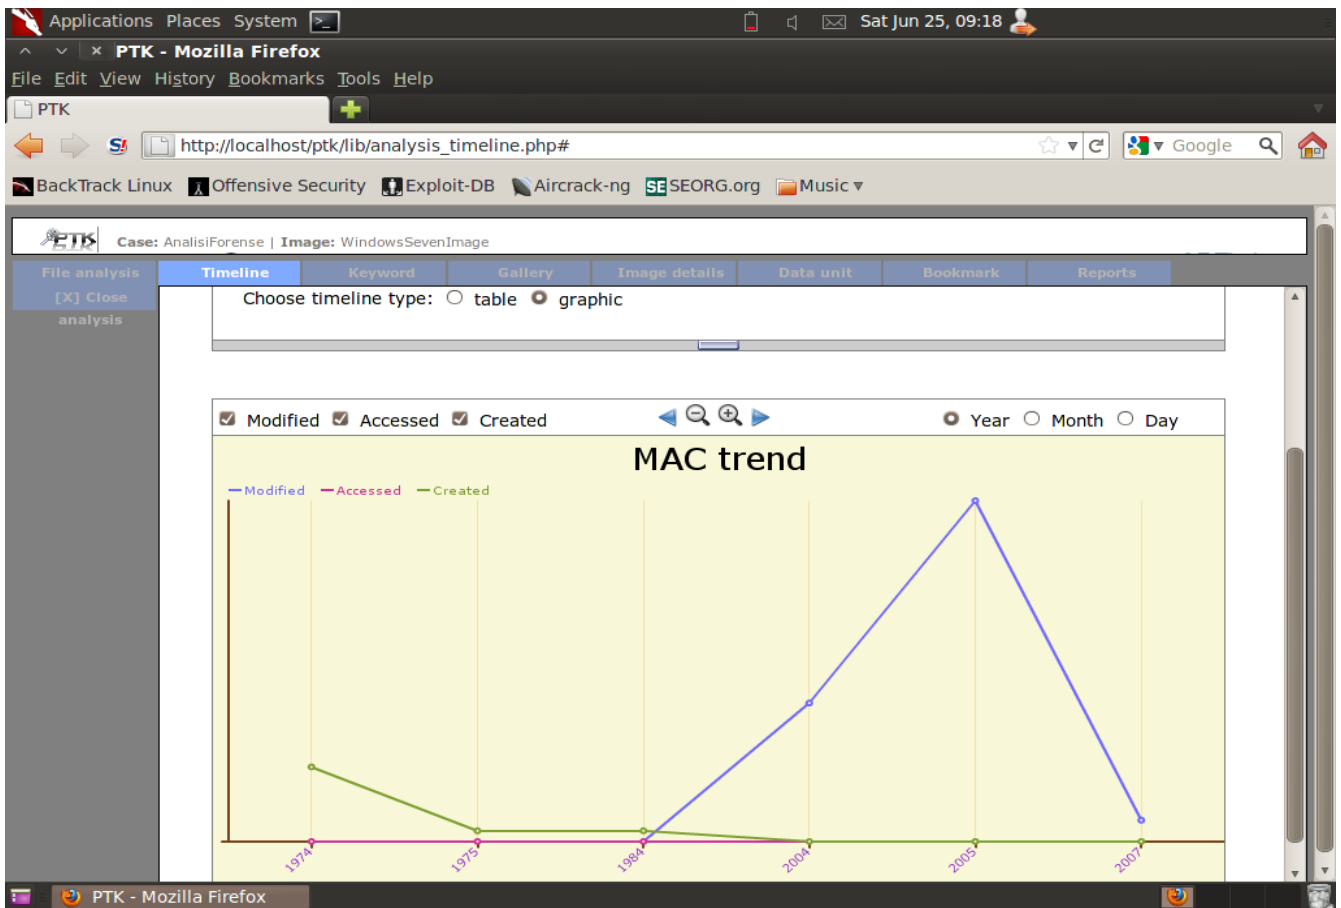 Applications Places System Sat Jun 25, 09:18
PTK - Mozilla Firefox
File Edit View History Bookmarks Tools Help
PTK
http://localhost/ptk/lib/analysis_timeline.php# Google
BackTrack Linux Offensive Security Exploit-DB Aircrack-ng SE SEORG.org Music
PTK Case: AnalisiForense | Image: WindowsSevenImage
File analysis Timeline Keyword Gallery Image details Data unit Bookmark Reports
[X] Close
analysis
Choose timeline type: table graphic
Modified Accessed Created Year Month Day
MAC trend
Modified Accessed Created
1974 1975 1984 2004 2005 2007
PTK - Mozilla Firefox